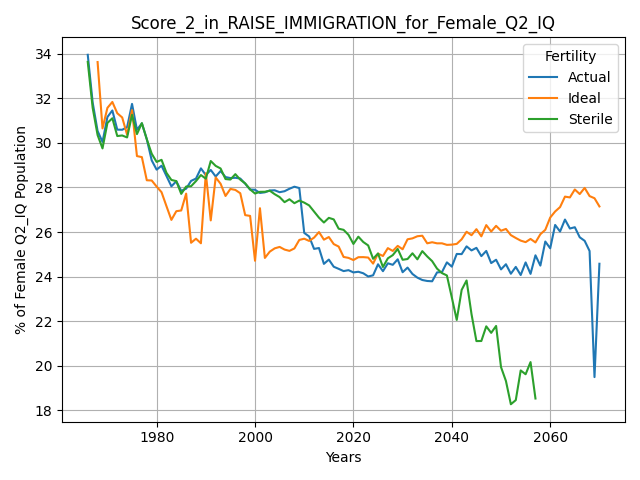 Score_2_in_RAISE_IMMIGRATION_for_Female_Q2_IQ
% of Female Q2_IQ Population
34
32
30
28
26
24
22
20
18
Fertility
Actual
Ideal
Sterile
1980
2000
2020
2040
2060
Years